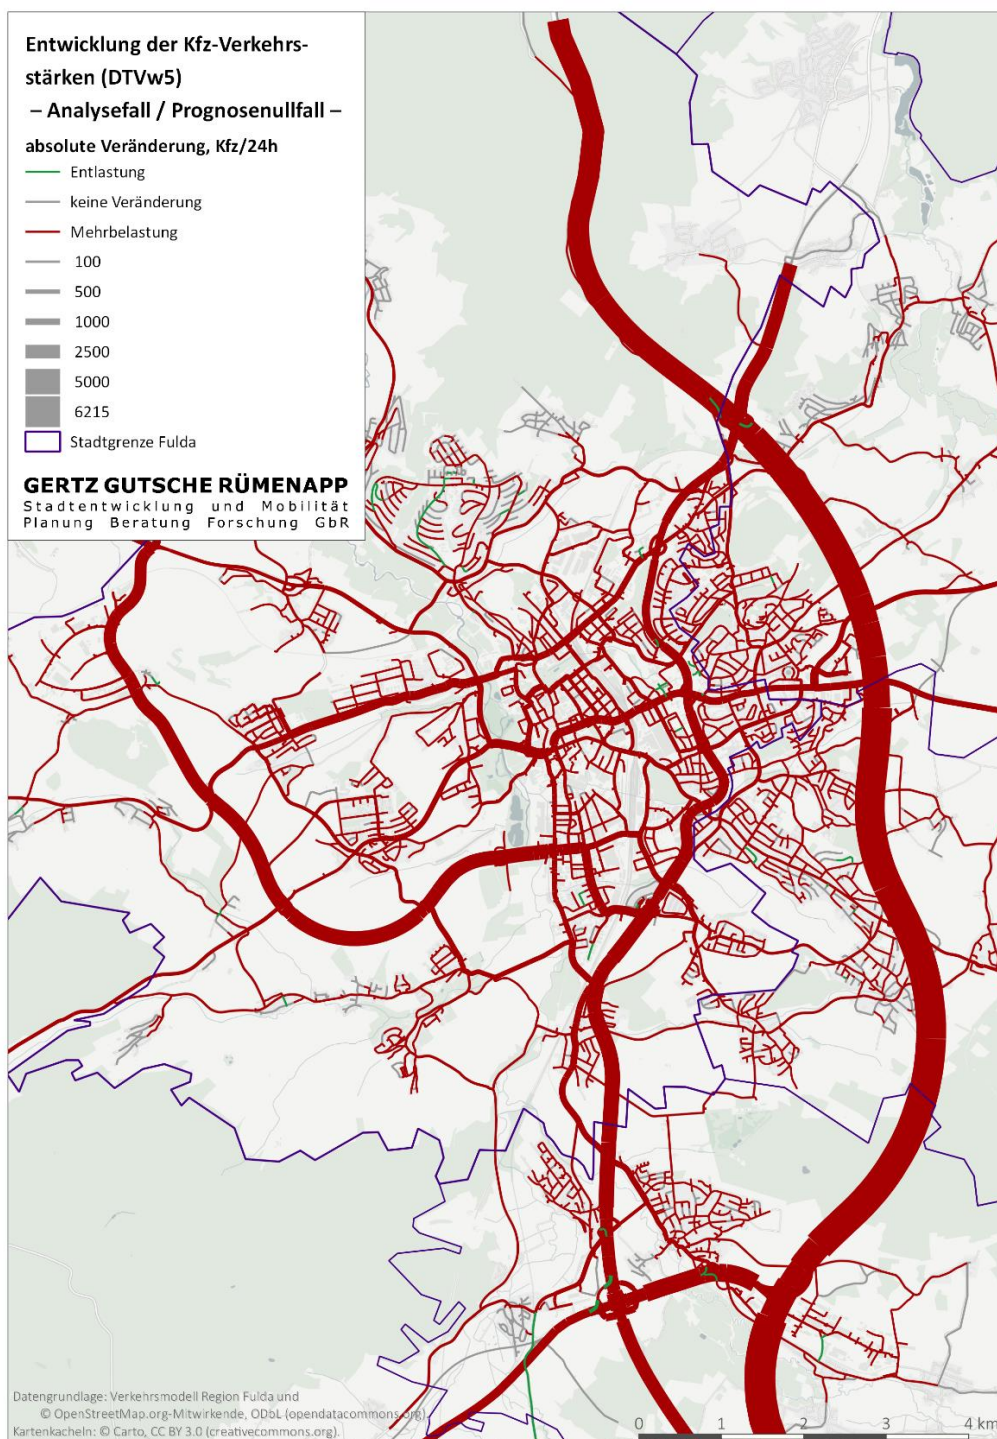 Entwicklung der Kfz-Verkehrs-
stärken (DTVw5)
– Analysefall / Prognosenullfall –
absolute Veränderung, Kfz/24h
Entlastung
keine Veränderung
Mehrbelastung
100
500
1000
2500
5000
6215
Stadtgrenze Fulda
GERTZ GUTSCHE RÜMENAPP
Stadtentwicklung und Mobilität
Planung Beratung Forschung GbR
Datengrundlage: Verkehrsmodell Region Fulda und
© OpenStreetMap.org-Mitwirkende, ODbL (opendatacommons.org).
Kartenkacheln: © Carto, CC BY 3.0 (creativecommons.org).
0 1 2 3 4 km